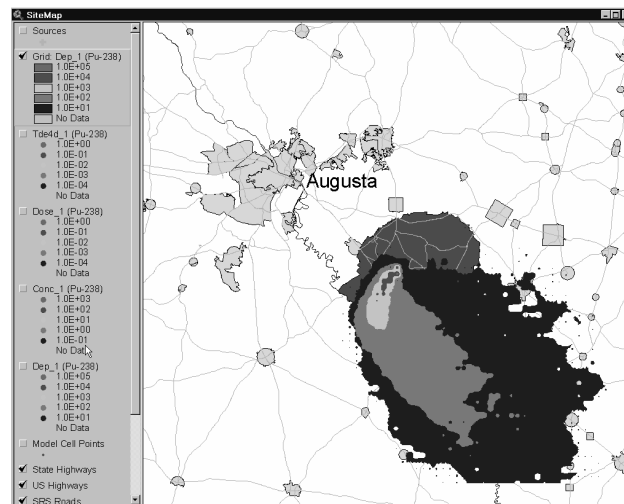 SiteMap
Sources
Grid: Dep_1 (Pu-238)
1.0E+05
1.0E+04
1.0E+03
1.0E+02
1.0E+01
No Data
Tde4d_1 (Pu-238)
1.0E+00
1.0E-01
1.0E-02
1.0E-03
1.0E-04
No Data
Dose_1 (Pu-238)
1.0E+00
1.0E-01
1.0E-02
1.0E-03
1.0E-04
No Data
Conc_1 (Pu-238)
1.0E+03
1.0E+02
1.0E+01
1.0E+00
1.0E-01
No Data
Dep_1 (Pu-238)
1.0E+05
1.0E+04
1.0E+03
1.0E+02
1.0E+01
No Data
Model Cell Points
State Highways
US Highways
SRS Roads
Augusta